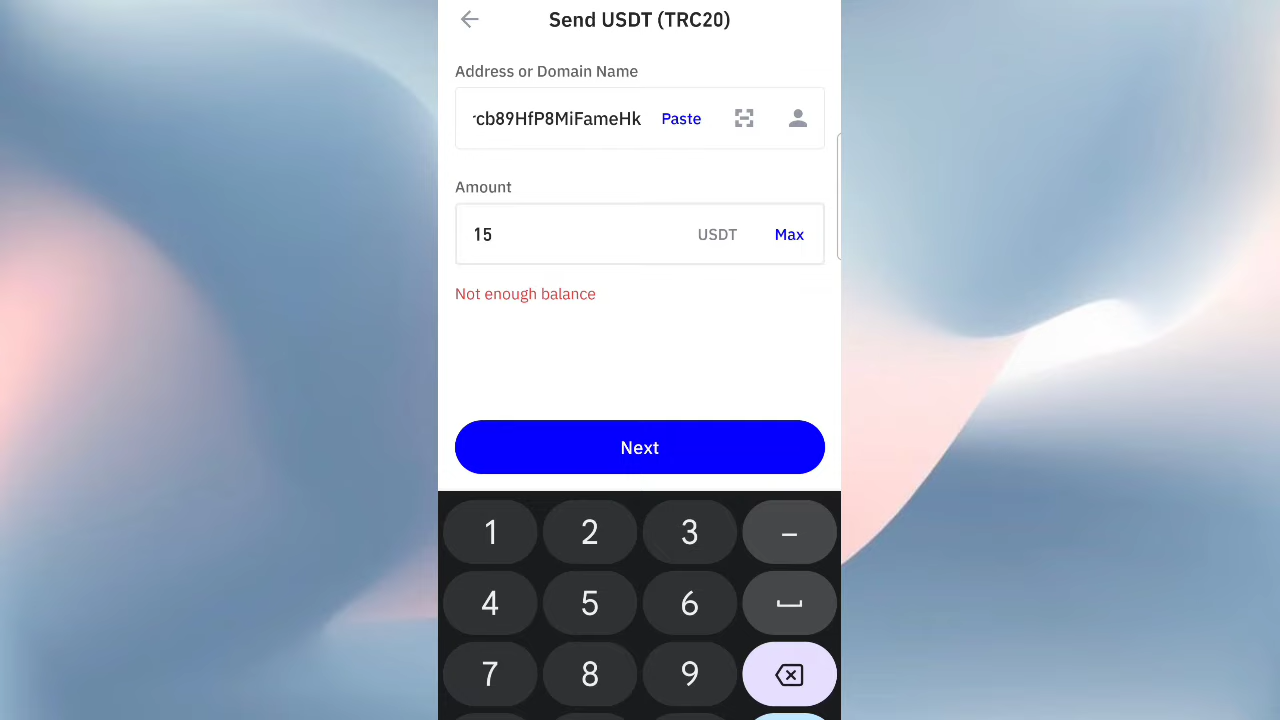 Send USDT (TRC20)
Address or Domain Name
cb89HfP8MiFameHk Paste
Amount
15 USDT Max
Not enough balance
Next
1 2 3 –
4 5 6
7 8 9